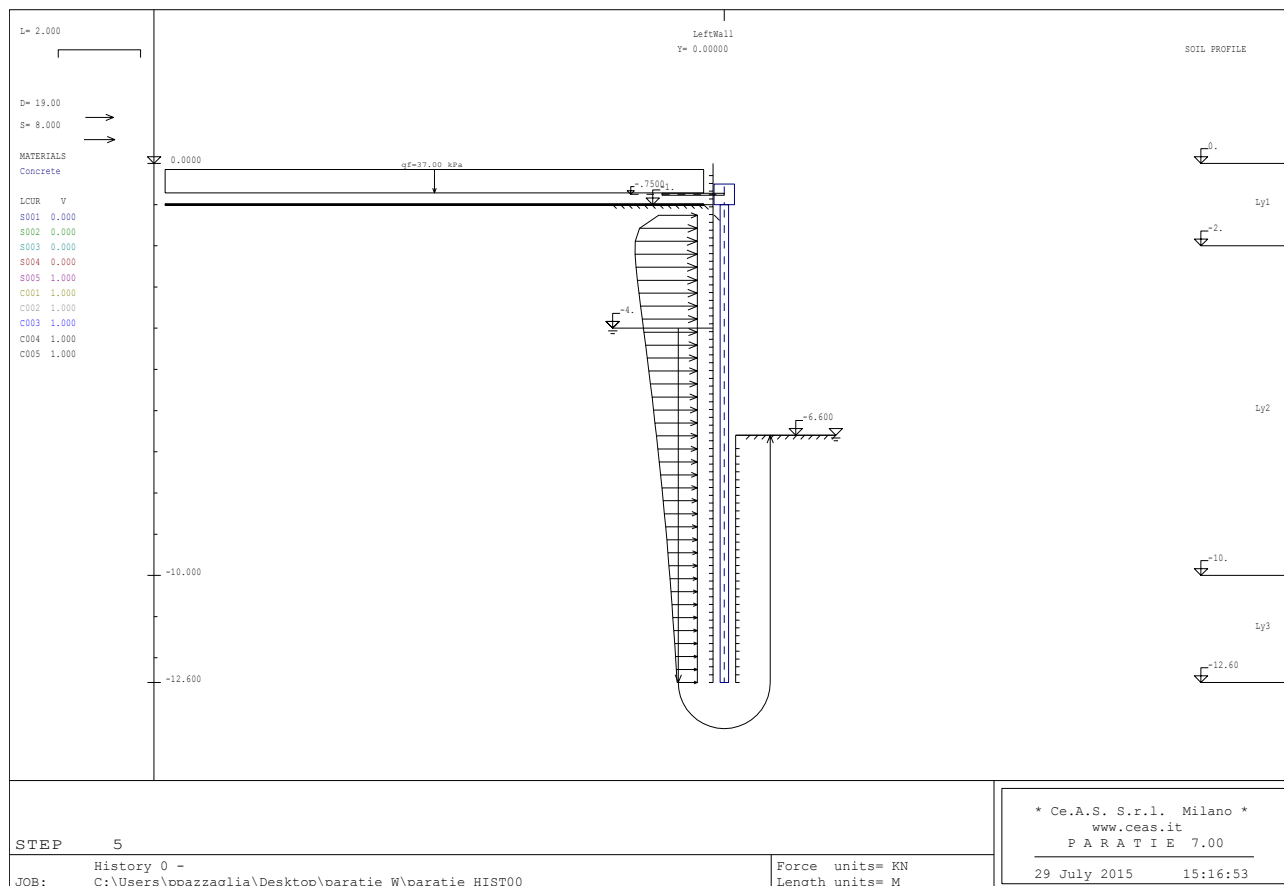 L= 2.000
LeftWall
Y= 0.00000
SOIL PROFILE
D= 19.00
S= 8.000
MATERIALS
Concrete
LCUR V
S001 0.000
S002 0.000
S003 0.000
S004 0.000
S005 1.000
C001 1.000
C002 1.000
C003 1.000
C004 1.000
C005 1.000
0.0000
qf=37.00 kPa
-.7500
-1.
-4.
-6.600
-10.000
-12.600
0.
Ly1
-2.
Ly2
-10.
Ly3
-12.60
STEP 5
History 0 -
JOB: C:\Users\ppazzaglia\Desktop\paratie W\paratie HIST00
Force units= KN
Length units= M
* Ce.A.S. S.r.l. Milano *
www.ceas.it
P A R A T I E 7.00
29 July 2015 15:16:53